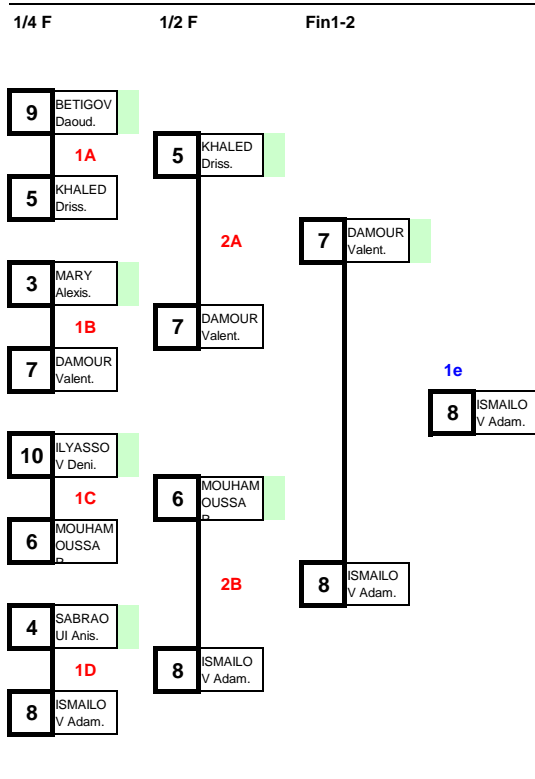 1/4 F 1/2 F Fin1-2
9 BETIGOV
Daoud.
1A
5 KHALED
Driss.
5 KHALED
Driss.
2A
7 DAMOUR
Valent.
3 MARY
Alexis.
1B
7 DAMOUR
Valent.
7 DAMOUR
Valent.
1e
8 ISMAILO
V Adam.
10 ILYASSO
V Deni.
1C
6 MOUHAM
OUSSA
6 MOUHAM
OUSSA
2B
8 ISMAILO
V Adam.
4 SABRAO
UI Anis.
1D
8 ISMAILO
V Adam.
8 ISMAILO
V Adam.